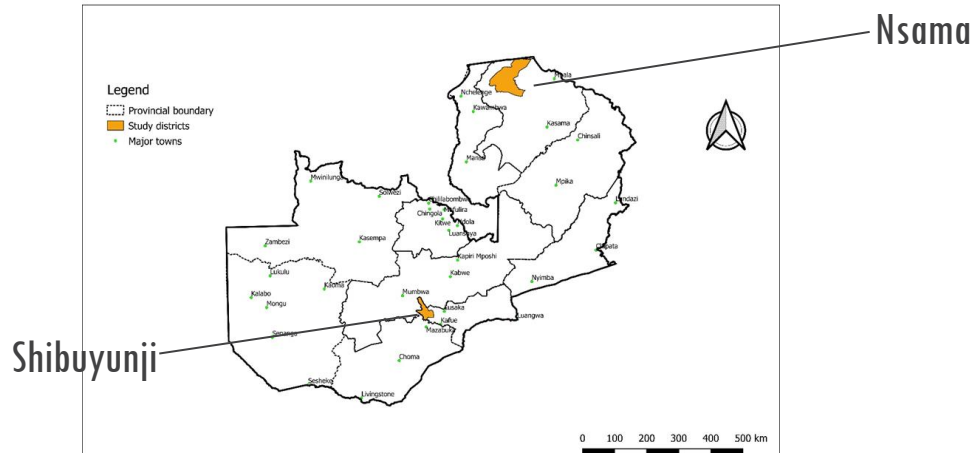 Nsama
Legend
Provincial boundary
Study districts
Major towns
Mpala
Nchelenge
Kawambwa
Kasama
Chinsali
Mansa
Mpika
Mwinilunga
Solwezi
Lundazi
Chililabombwe
Mufulira
Chingola
Kitwe
Ndola
Luanshya
Zambezi
Kasempa
Chipata
Kapiri Mposhi
Lukulu
Kabwe
Nyimba
Kaoma
Kalabo
Mumbwa
Mongu
Lusaka
Luangwa
Kafue
Mazabuka
Senanga
Shibuyunji
Choma
Sesheke
Livingstone
0 100 200 300 400 500 km